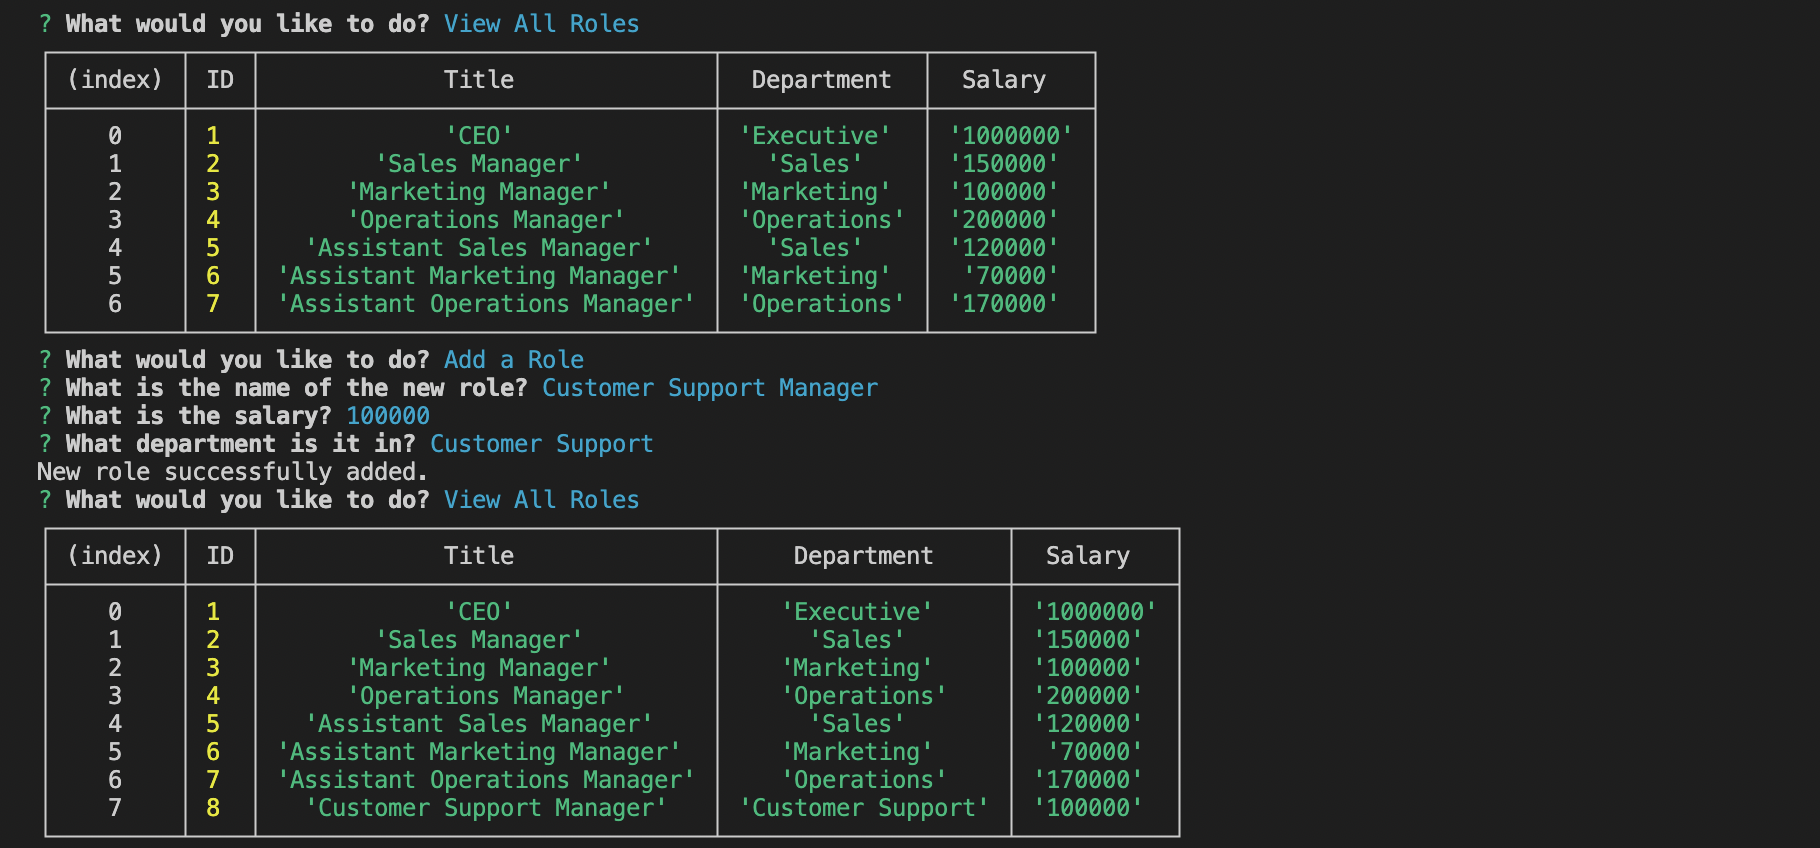 ? What would you like to do? View All Roles
(index) ID Title Department Salary
0 1 'CEO' 'Executive' '1000000'
1 2 'Sales Manager' 'Sales' '150000'
2 3 'Marketing Manager' 'Marketing' '100000'
3 4 'Operations Manager' 'Operations' '200000'
4 5 'Assistant Sales Manager' 'Sales' '120000'
5 6 'Assistant Marketing Manager' 'Marketing' '70000'
6 7 'Assistant Operations Manager' 'Operations' '170000'
? What would you like to do? Add a Role
? What is the name of the new role? Customer Support Manager
? What is the salary? 100000
? What department is it in? Customer Support
New role successfully added.
? What would you like to do? View All Roles
(index) ID Title Department Salary
0 1 'CEO' 'Executive' '1000000'
1 2 'Sales Manager' 'Sales' '150000'
2 3 'Marketing Manager' 'Marketing' '100000'
3 4 'Operations Manager' 'Operations' '200000'
4 5 'Assistant Sales Manager' 'Sales' '120000'
5 6 'Assistant Marketing Manager' 'Marketing' '70000'
6 7 'Assistant Operations Manager' 'Operations' '170000'
7 8 'Customer Support Manager' 'Customer Support' '100000'